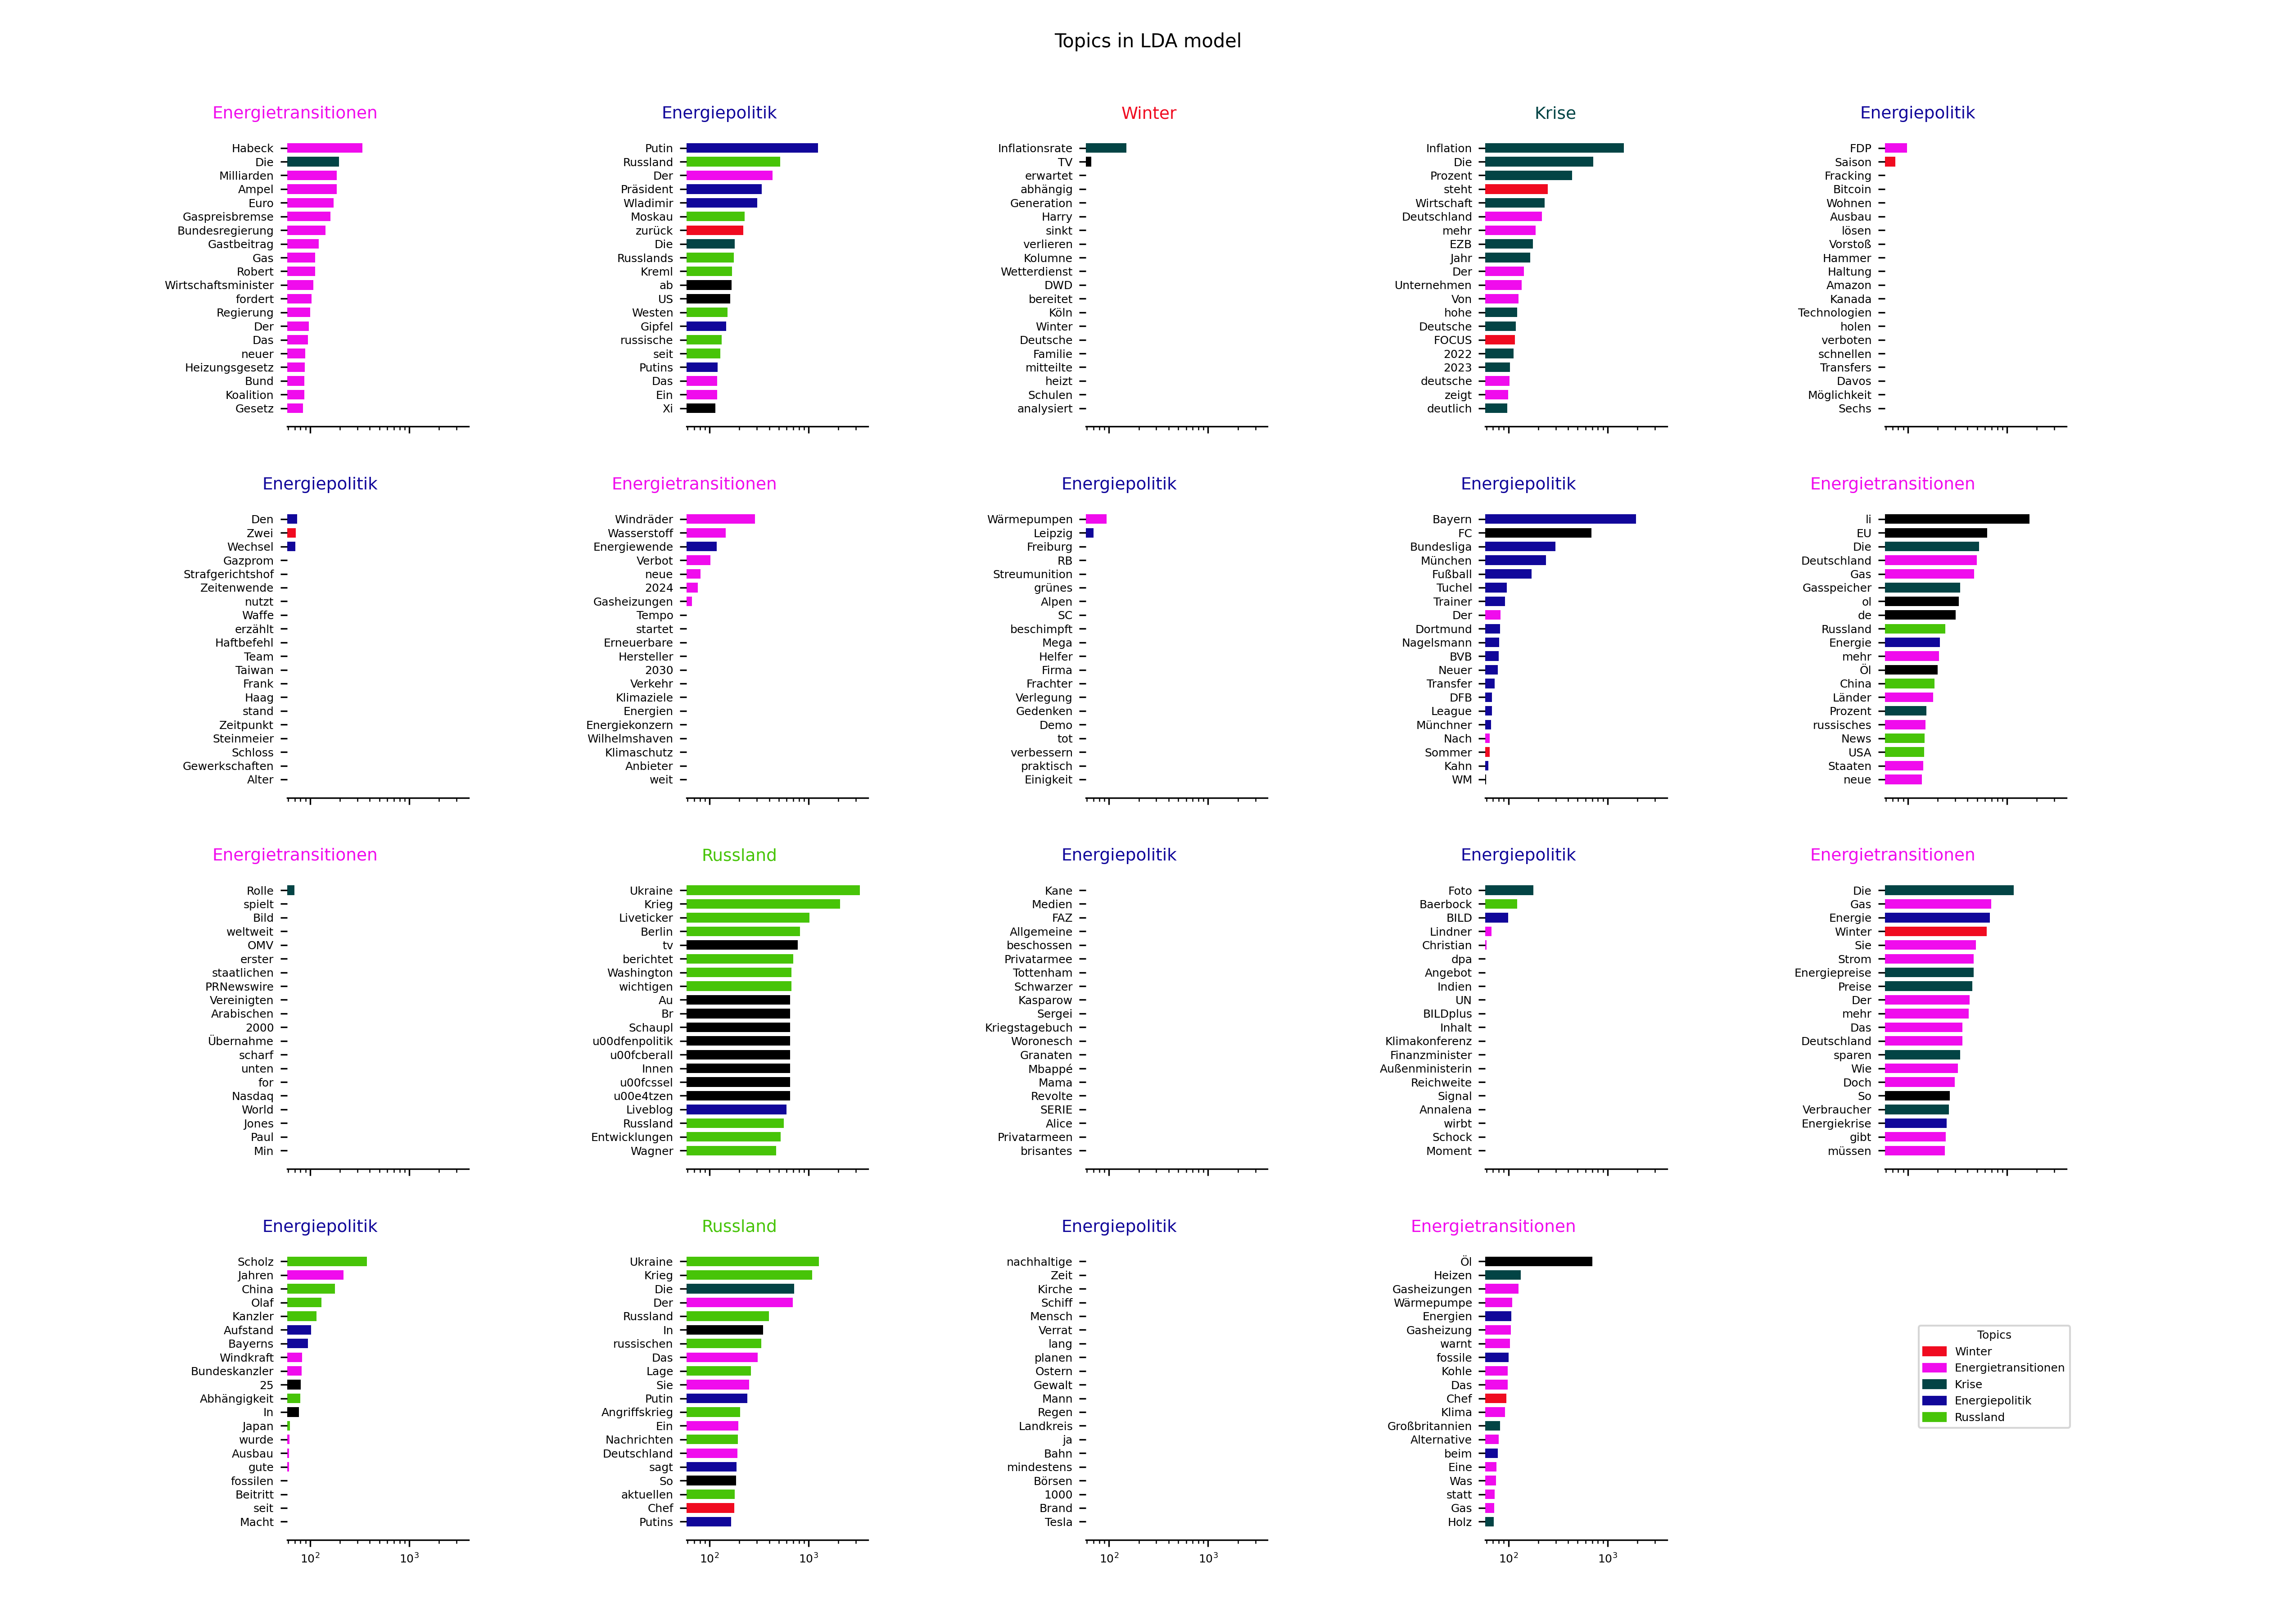 Topics in LDA model
Energietransitionen
Habeck
Die
Milliarden
Ampel
Euro
Gaspreisbremse
Bundesregierung
Gastbeitrag
Gas
Robert
Wirtschaftsminister
fordert
Regierung
Der
Das
neuer
Heizungsgesetz
Bund
Koalition
Gesetz
Energiepolitik
Putin
Russland
Der
Präsident
Wladimir
Moskau
zurück
Die
Russlands
Kreml
ab
US
Westen
Gipfel
russische
seit
Putins
Das
Ein
Xi
Winter
Inflationsrate
TV
erwartet
abhängig
Generation
Harry
sinkt
verlieren
Kolumne
Wetterdienst
DWD
bereitet
Köln
Winter
Deutsche
Familie
mitteilte
heizt
Schulen
analysiert
Krise
Inflation
Die
Prozent
steht
Wirtschaft
Deutschland
mehr
EZB
Jahr
Der
Unternehmen
Von
hohe
Deutsche
FOCUS
2022
2023
deutsche
zeigt
deutlich
Energiepolitik
FDP
Saison
Fracking
Bitcoin
Wohnen
Ausbau
lösen
Vorstoß
Hammer
Haltung
Amazon
Kanada
Technologien
holen
verboten
schnellen
Transfers
Davos
Möglichkeit
Sechs
Energiepolitik
Den
Zwei
Wechsel
Gazprom
Strafgerichtshof
Zeitenwende
nutzt
Waffe
erzählt
Haftbefehl
Team
Taiwan
Frank
Haag
stand
Zeitpunkt
Steinmeier
Schloss
Gewerkschaften
Alter
Energietransitionen
Windräder
Wasserstoff
Energiewende
Verbot
neue
2024
Gasheizungen
Tempo
startet
Erneuerbare
Hersteller
2030
Verkehr
Klimaziele
Energien
Energiekonzern
Wilhelmshaven
Klimaschutz
Anbieter
weit
Energiepolitik
Wärmepumpen
Leipzig
Freiburg
RB
Streumunition
grünes
Alpen
SC
beschimpft
Mega
Helfer
Firma
Frachter
Verlegung
Gedenken
Demo
tot
verbessern
praktisch
Einigkeit
Energiepolitik
Bayern
FC
Bundesliga
München
Fußball
Tuchel
Trainer
Der
Dortmund
Nagelsmann
BVB
Neuer
Transfer
DFB
League
Münchner
Nach
Sommer
Kahn
WM
Energietransitionen
li
EU
Die
Deutschland
Gas
Gasspeicher
ol
de
Russland
Energie
mehr
Öl
China
Länder
Prozent
russisches
News
USA
Staaten
neue
Energietransitionen
Rolle
spielt
Bild
weltweit
OMV
erster
staatlichen
PRNewswire
Vereinigten
Arabischen
2000
Übernahme
scharf
unten
for
Nasdaq
World
Jones
Paul
Min
Russland
Ukraine
Krieg
Liveticker
Berlin
tv
berichtet
Washington
wichtigen
Au
Br
Schaupl
u00dfenpolitik
u00fcberall
Innen
u00fcssel
u00e4tzen
Liveblog
Russland
Entwicklungen
Wagner
Energiepolitik
Kane
Medien
FAZ
Allgemeine
beschossen
Privatarmee
Tottenham
Schwarzer
Kasparow
Sergei
Kriegstagebuch
Woronesch
Granaten
Mbappé
Mama
Revolte
SERIE
Alice
Privatarmeen
brisantes
Energiepolitik
Foto
Baerbock
BILD
Lindner
Christian
dpa
Angebot
Indien
UN
BILDplus
Inhalt
Klimakonferenz
Finanzminister
Außenministerin
Reichweite
Signal
Annalena
wirbt
Schock
Moment
Energietransitionen
Die
Gas
Energie
Winter
Sie
Strom
Energiepreise
Preise
Der
mehr
Das
Deutschland
sparen
Wie
Doch
So
Verbraucher
Energiekrise
gibt
müssen
Energiepolitik
Scholz
Jahren
China
Olaf
Kanzler
Aufstand
Bayerns
Windkraft
Bundeskanzler
25
Abhängigkeit
In
Japan
wurde
Ausbau
gute
fossilen
Beitritt
seit
Macht
10² 10³
Russland
Ukraine
Krieg
Die
Der
Russland
In
russischen
Das
Lage
Sie
Putin
Angriffskrieg
Ein
Nachrichten
Deutschland
sagt
So
aktuellen
Chef
Putins
10² 10³
Energiepolitik
nachhaltige
Zeit
Kirche
Schiff
Mensch
Verrat
lang
planen
Ostern
Gewalt
Mann
Regen
Landkreis
ja
Bahn
mindestens
Börsen
1000
Brand
Tesla
10² 10³
Energietransitionen
Öl
Heizen
Gasheizungen
Wärmepumpe
Energien
Gasheizung
warnt
fossile
Kohle
Das
Chef
Klima
Großbritannien
Alternative
beim
Eine
Was
statt
Gas
Holz
10² 10³
Topics
Winter
Energietransitionen
Krise
Energiepolitik
Russland